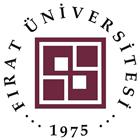 FIRAT ÜNİVERSİTESİ
· 1975 ·